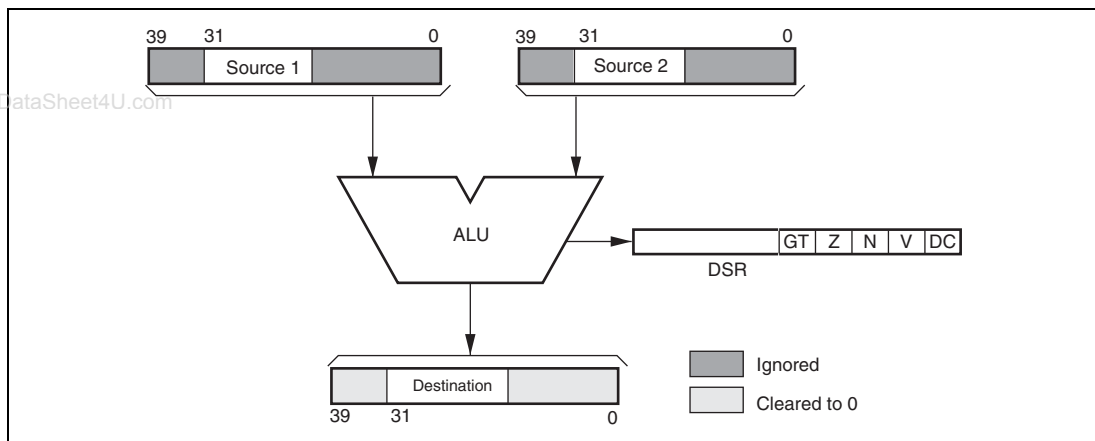 39 31 0
Source 1
39 31 0
Source 2
DataSheet4U.com
ALU
GT Z N V DC
DSR
Destination
39 31 0
Ignored
Cleared to 0